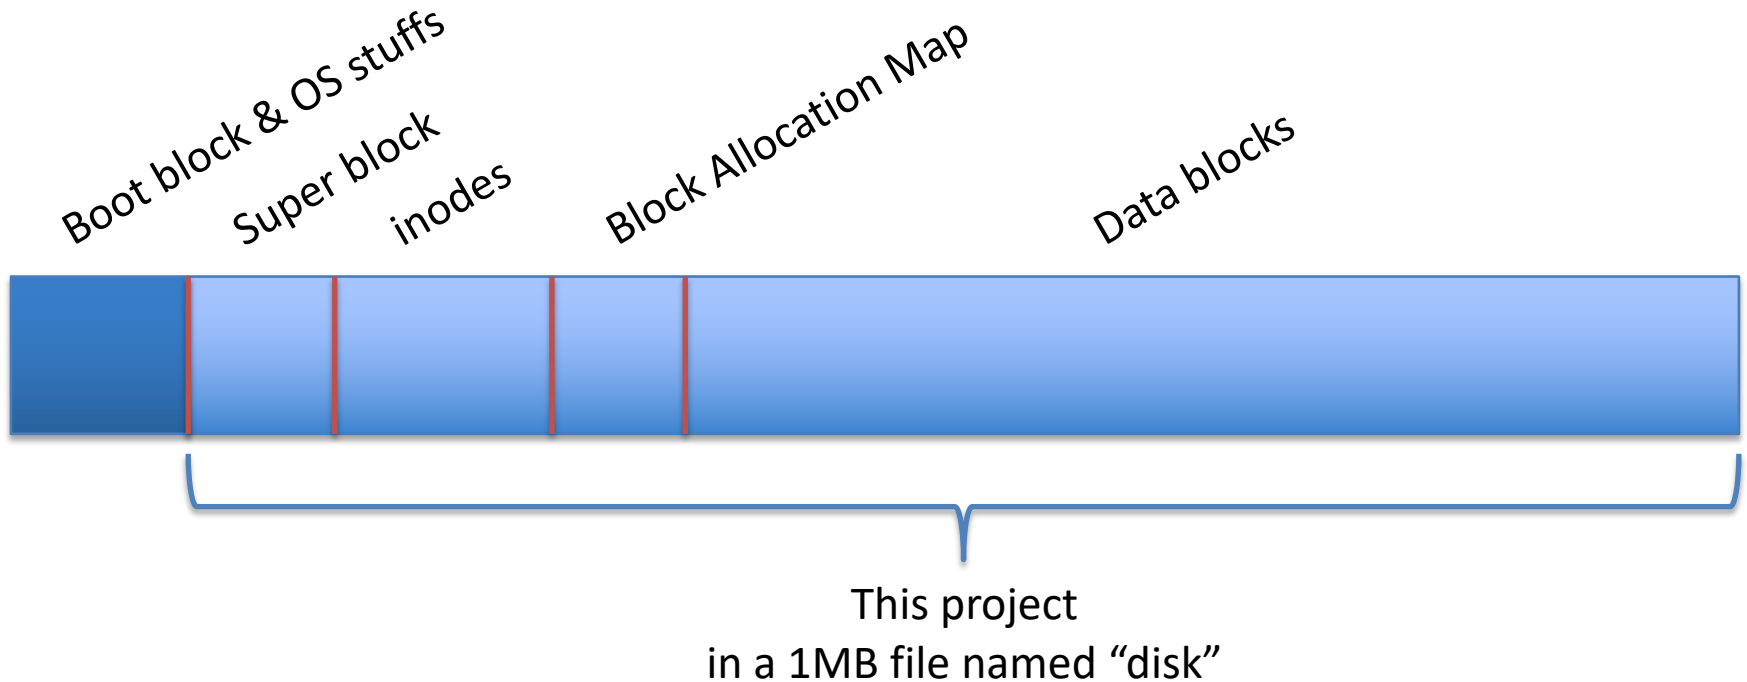 Boot block & OS stuffs
Super block
inodes
Block Allocation Map
Data blocks
This project
in a 1MB file named “disk”